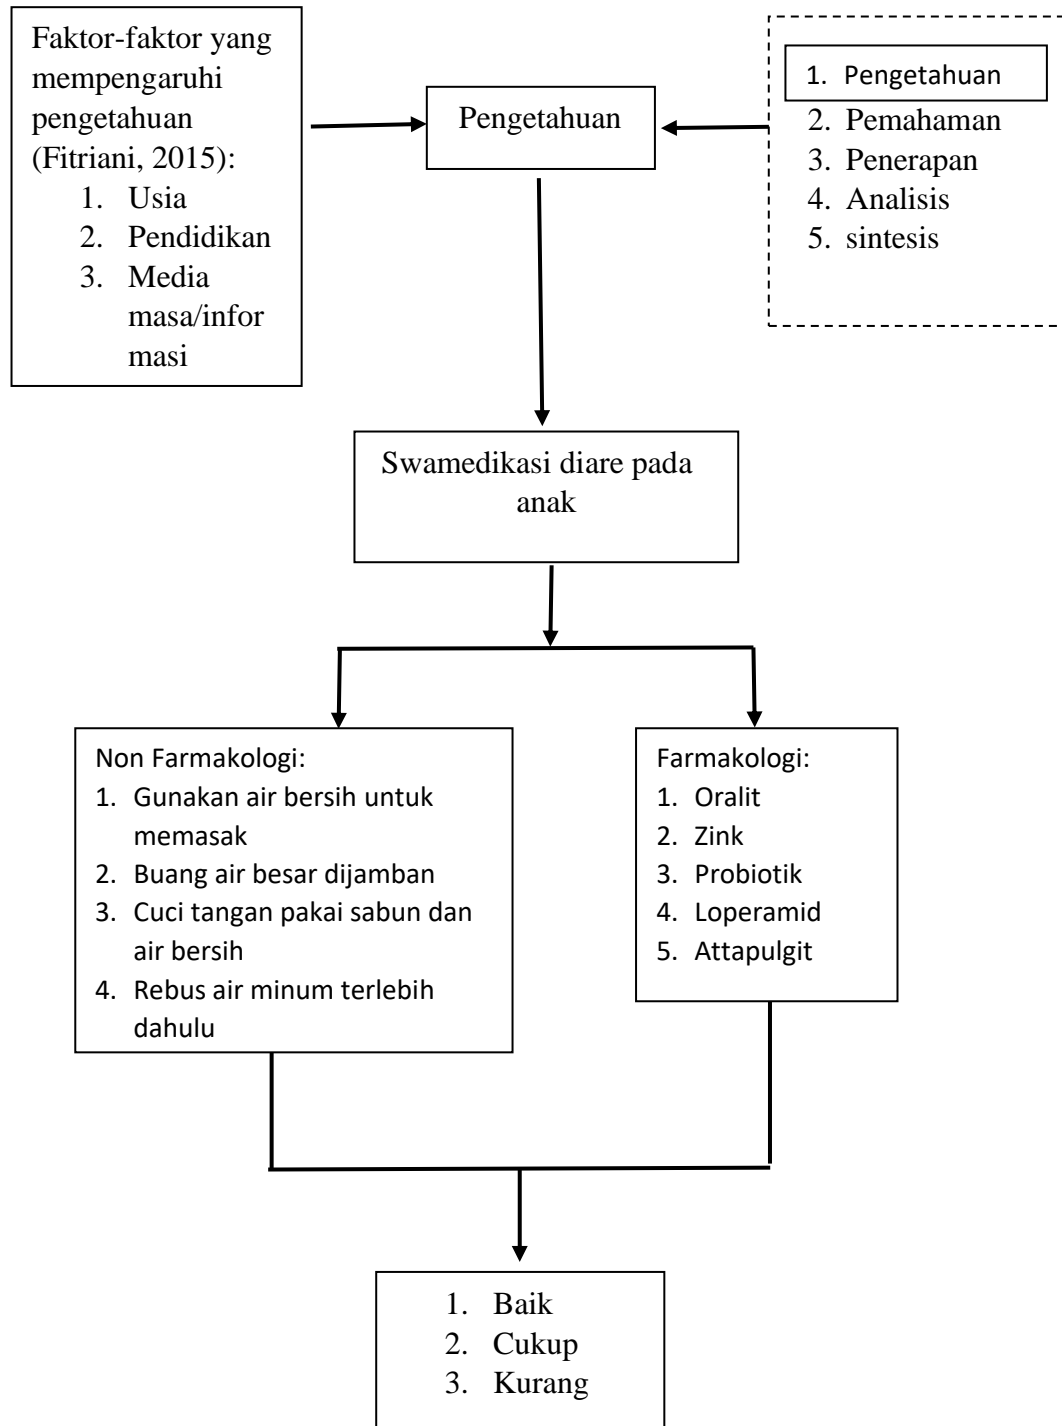 Faktor-faktor yang
mempengaruhi
pengetahuan
(Fitriani, 2015):
1. Usia
2. Pendidikan
3. Media
masa/infor
masi
Pengetahuan
1. Pengetahuan
2. Pemahaman
3. Penerapan
4. Analisis
5. sintesis
Swamedikasi diare pada
anak
Non Farmakologi:
1. Gunakan air bersih untuk
memasak
2. Buang air besar dijamban
3. Cuci tangan pakai sabun dan
air bersih
4. Rebus air minum terlebih
dahulu
Farmakologi:
1. Oralit
2. Zink
3. Probiotik
4. Loperamid
5. Attapulgit
1. Baik
2. Cukup
3. Kurang